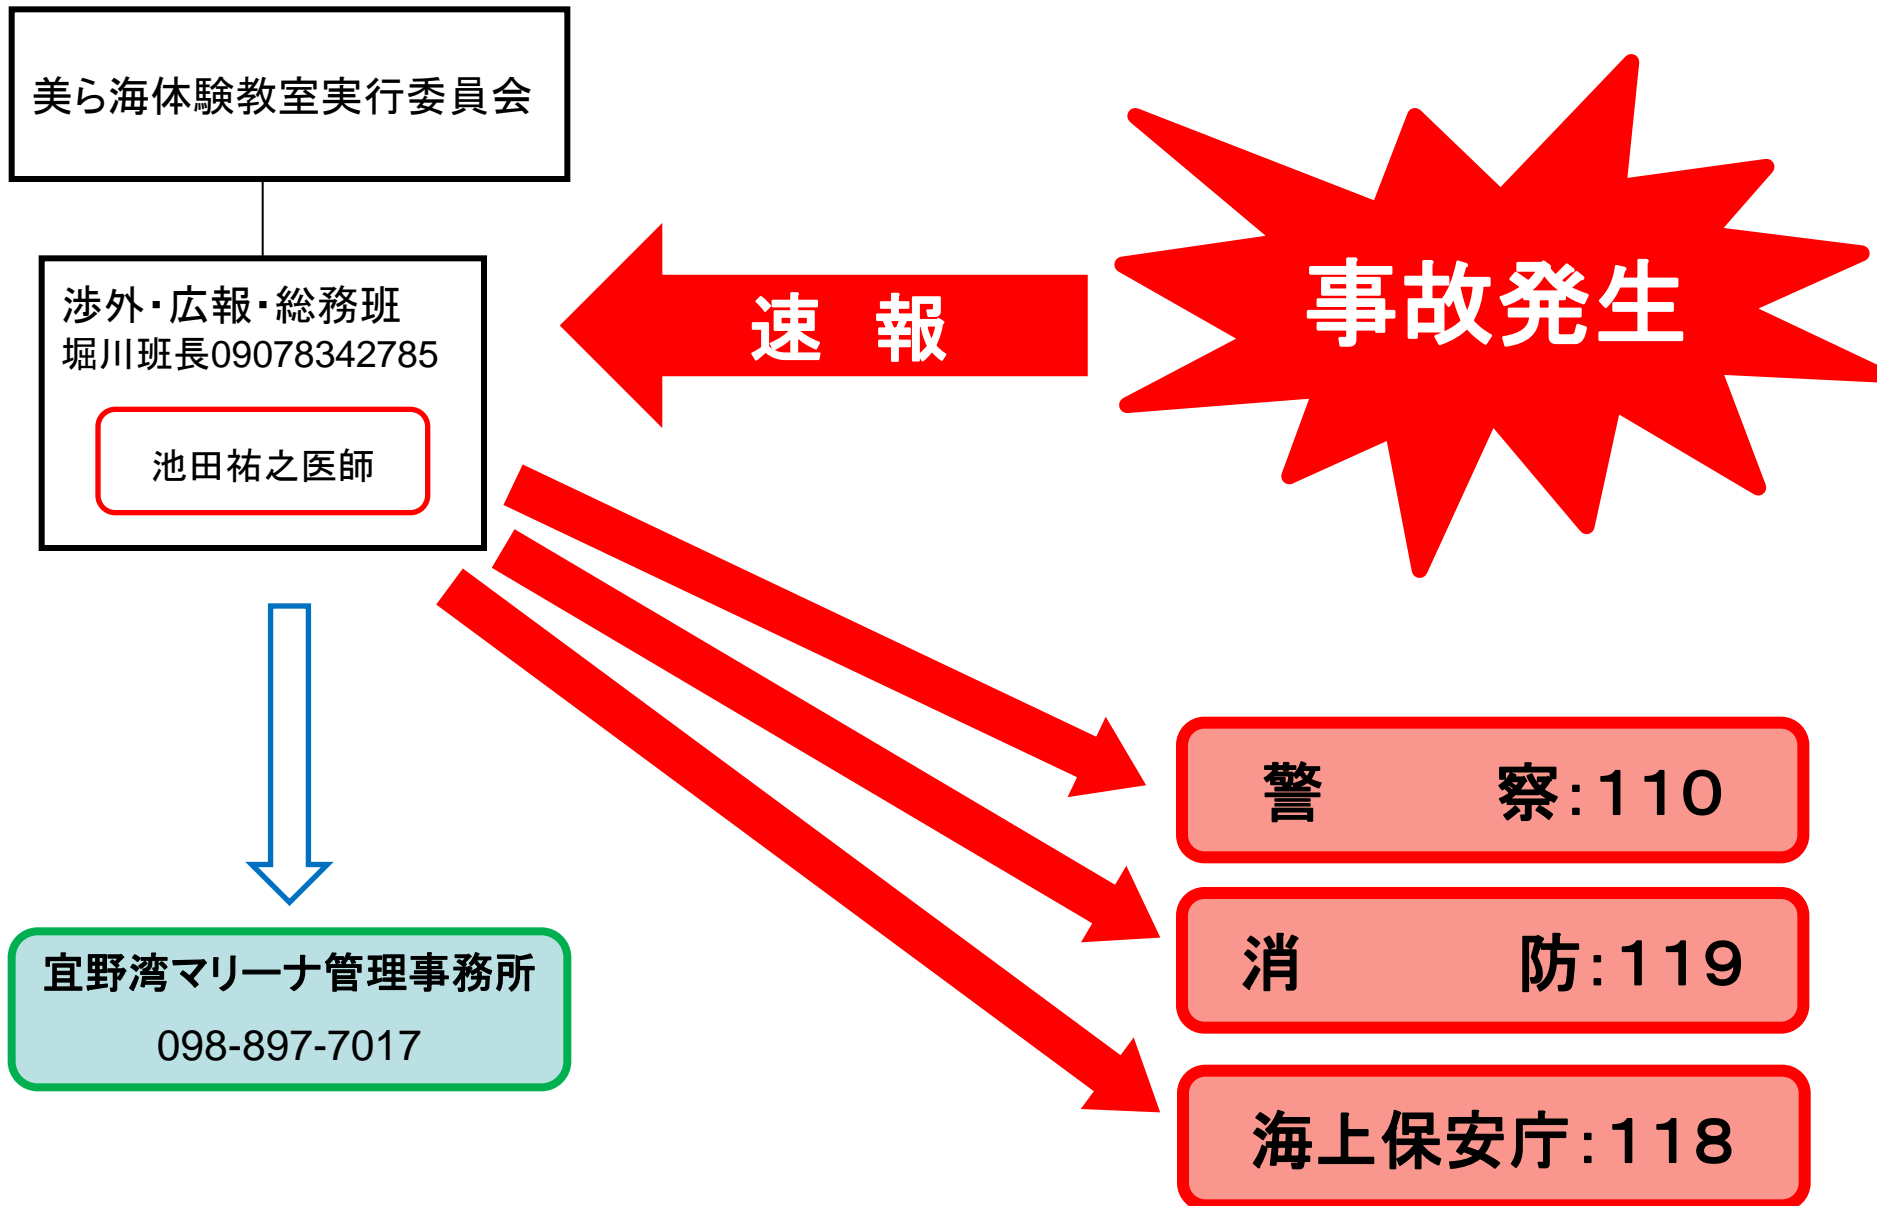 美ら海体験教室実行委員会
渉外・広報・総務班
堀川班長09078342785
池田祐之医師
速　報
事故発生
警　　　察:１１０
消　　　　防:１１９
海上保安庁:１１８
宜野湾マリーナ管理事務所
098-897-7017